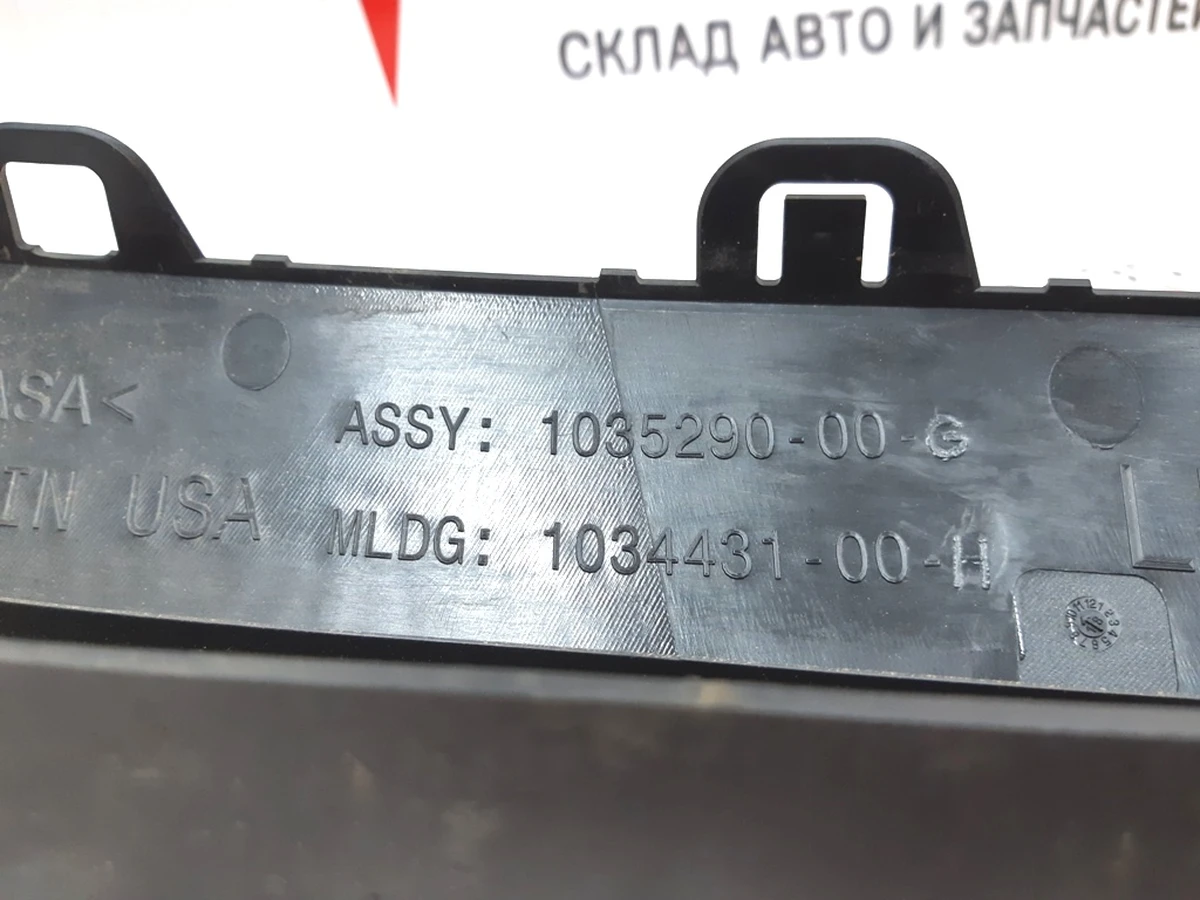 СКЛАД АВТО И ЗАПЧАСТЕЙ
ASA<
ASSY: 1035290-00-G
IN USA
MLDG: 1034431-00-H
L